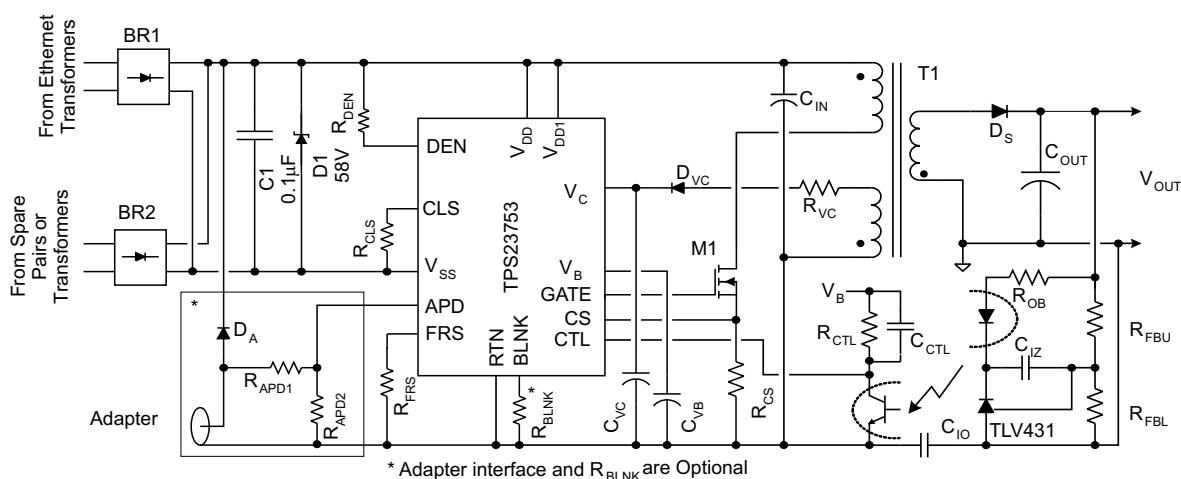 From Ethernet
Transformers
BR1
From Spare
Pairs or
Transformers
BR2
C1
0.1μF
D1
58V
R_DEN
R_CLS
DEN
CLS
V_SS
APD
FRS
V_DD
V_DD1
TPS23753
RTN
BLNK
V_C
V_B
GATE
CS
CTL
*
D_A
R_APD1
R_APD2
Adapter
R_FRS
*
R_BLNK
C_VC
C_VB
R_CS
D_VC
R_VC
M1
C_IN
T1
D_S
C_OUT
V_OUT
V_B
R_CTL
C_CTL
R_OB
C_IZ
R_FBU
R_FBL
TLV431
C_IO
* Adapter interface and R_BLNK are Optional